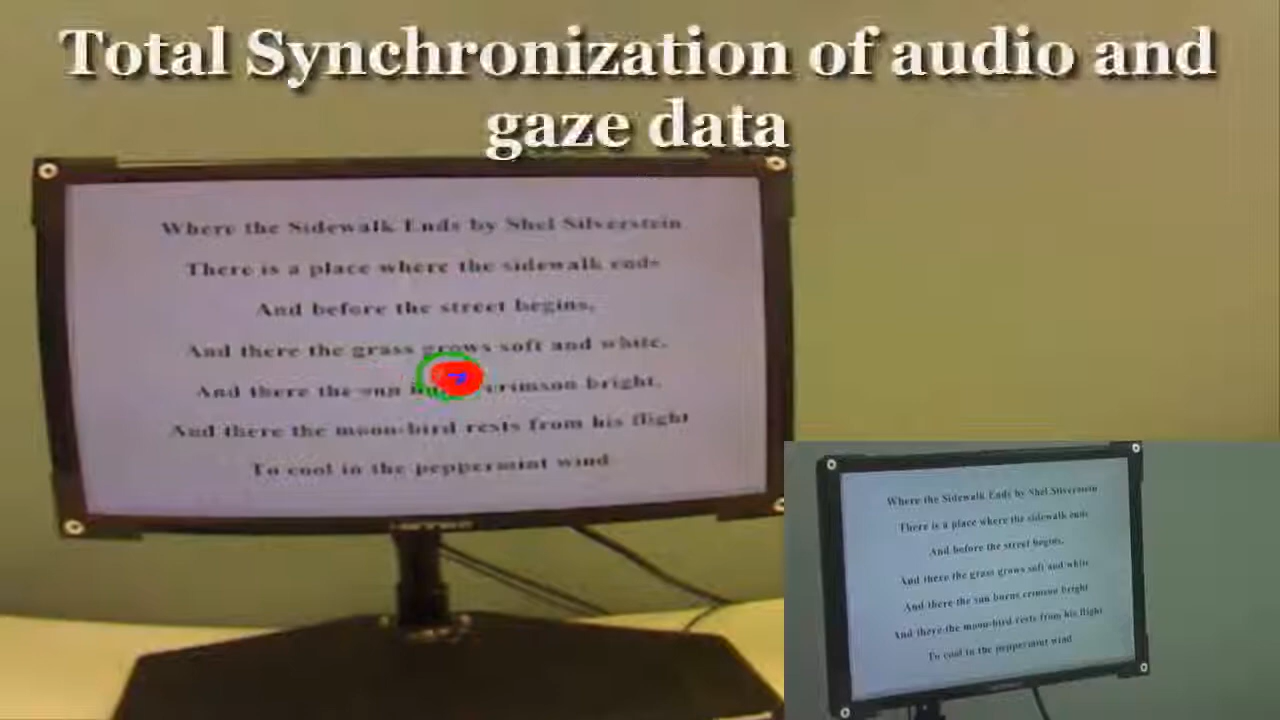 Total Synchronization of audio and
gaze data
Where the Sidewalk Ends by Shel Silverstein
There is a place where the sidewalk ends
And before the street begins,
And there the grass grows soft and white,
And there the sun crimson bright,
And there the moon-bird rests from his flight
To cool in the peppermint wind
Where the Sidewalk Ends by Shel Silverstein
There is a place where the sidewalk ends
And before the street begins,
And there the grass grows soft and white
And there the sun burns crimson bright
And there the moon-bird rests from his flight
To cool in the peppermint wind